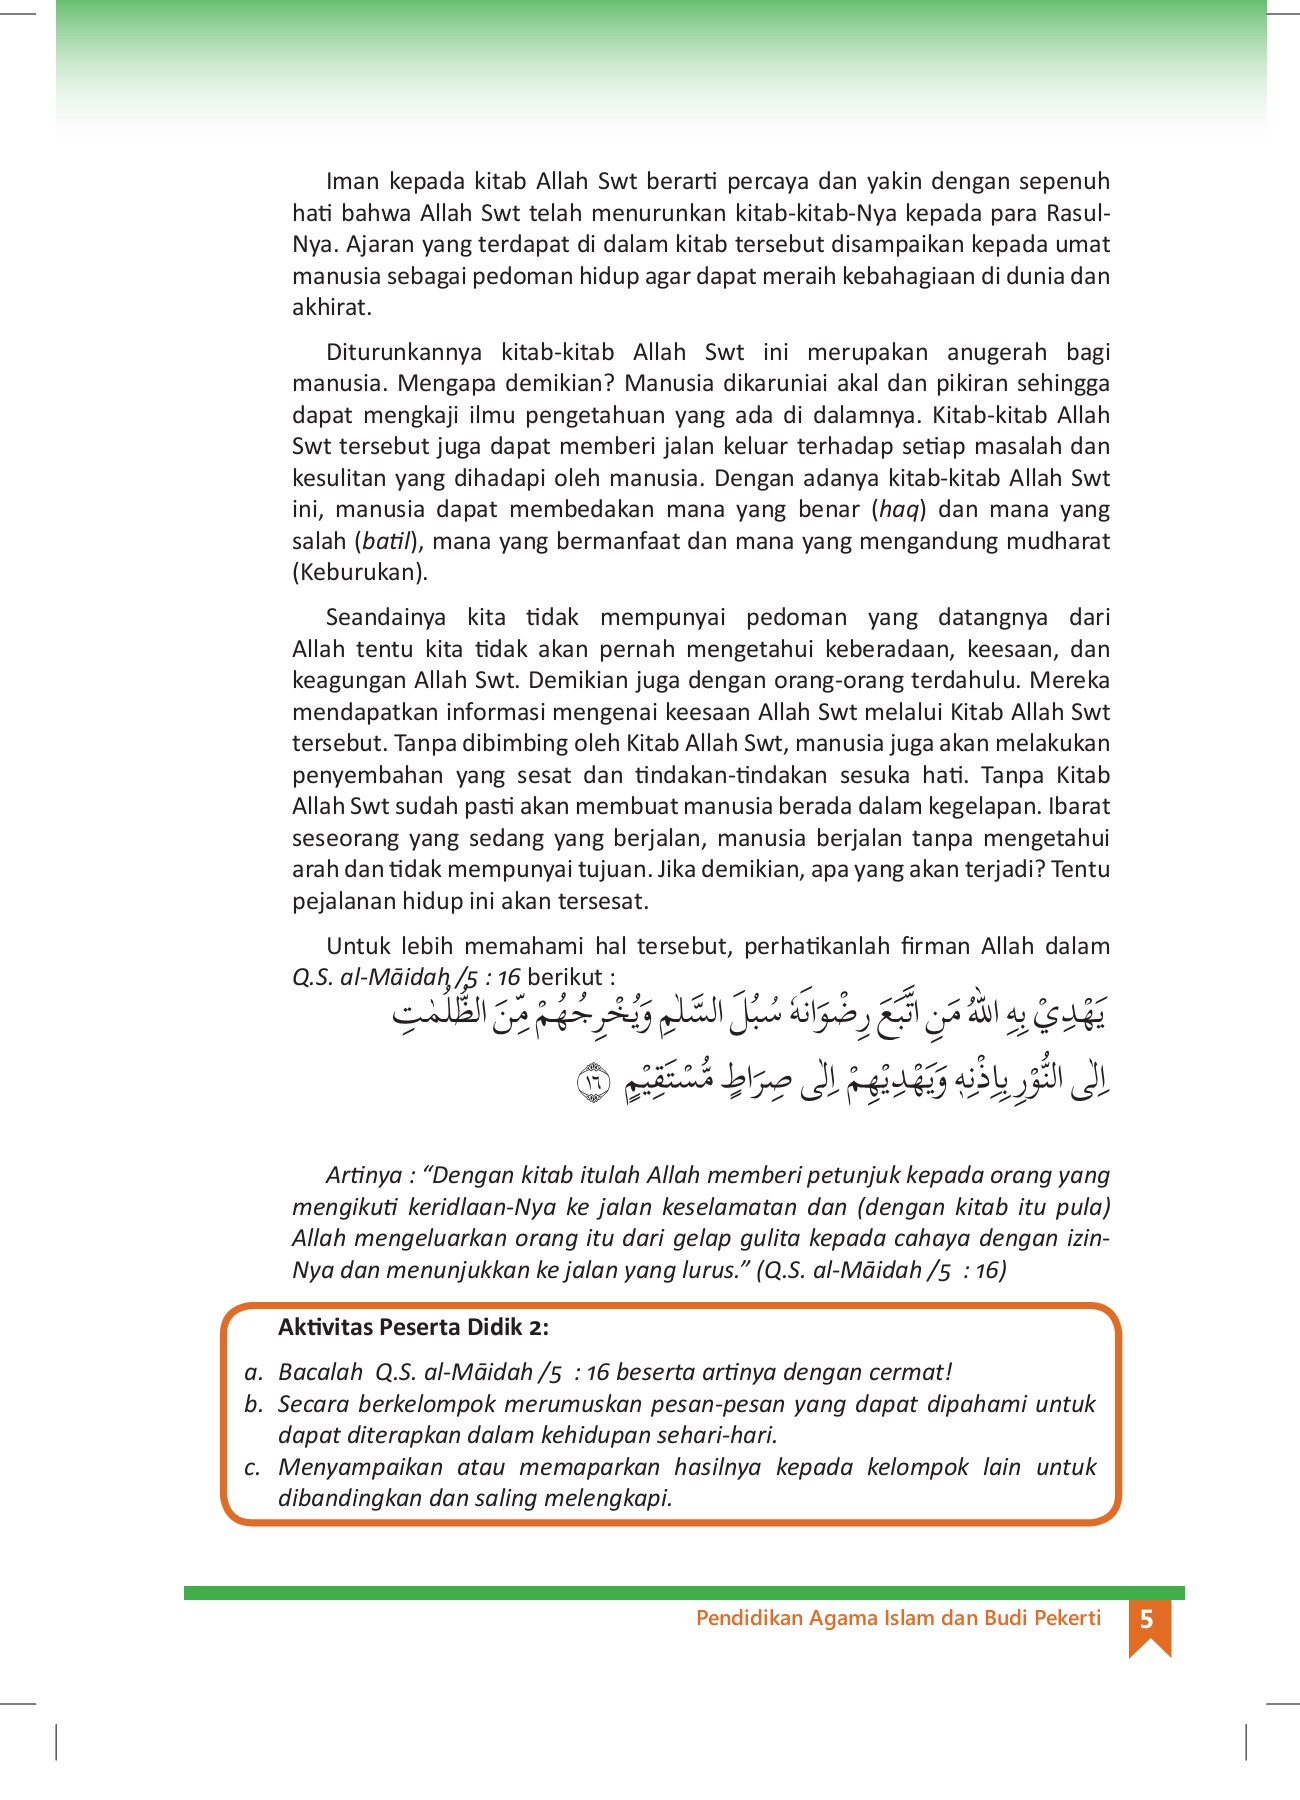 Iman kepada kitab Allah Swt berarti percaya dan yakin dengan sepenuh
hati bahwa Allah Swt telah menurunkan kitab-kitab-Nya kepada para Rasul-
Nya. Ajaran yang terdapat di dalam kitab tersebut disampaikan kepada umat
manusia sebagai pedoman hidup agar dapat meraih kebahagiaan di dunia dan
akhirat.
Diturunkannya kitab-kitab Allah Swt ini merupakan anugerah bagi
manusia. Mengapa demikian? Manusia dikaruniai akal dan pikiran sehingga
dapat mengkaji ilmu pengetahuan yang ada di dalamnya. Kitab-kitab Allah
Swt tersebut juga dapat memberi jalan keluar terhadap setiap masalah dan
kesulitan yang dihadapi oleh manusia. Dengan adanya kitab-kitab Allah Swt
ini, manusia dapat membedakan mana yang benar (haq) dan mana yang
salah (batil), mana yang bermanfaat dan mana yang mengandung mudharat
(Keburukan).
Seandainya kita tidak mempunyai pedoman yang datangnya dari
Allah tentu kita tidak akan pernah mengetahui keberadaan, keesaan, dan
keagungan Allah Swt. Demikian juga dengan orang-orang terdahulu. Mereka
mendapatkan informasi mengenai keesaan Allah Swt melalui Kitab Allah Swt
tersebut. Tanpa dibimbing oleh Kitab Allah Swt, manusia juga akan melakukan
penyembahan yang sesat dan tindakan-tindakan sesuka hati. Tanpa Kitab
Allah Swt sudah pasti akan membuat manusia berada dalam kegelapan. Ibarat
seseorang yang sedang yang berjalan, manusia berjalan tanpa mengetahui
arah dan tidak mempunyai tujuan. Jika demikian, apa yang akan terjadi? Tentu
pejalanan hidup ini akan tersesat.
Untuk lebih memahami hal tersebut, perhatikanlah firman Allah dalam
Q.S. al-Māidah /5 : 16 berikut :
يَهْدِيْ بِهِ اللّٰهُ مَنِ اتَّبَعَ رِضْوَانَهٗ سُبُلَ السَّلٰمِ وَيُخْرِجُهُمْ مِّنَ الظُّلُمٰتِ
اِلَى النُّوْرِ بِاِذْنِهٖ وَيَهْدِيْهِمْ اِلٰى صِرَاطٍ مُّسْتَقِيْمٍ ١٦
Artinya : “Dengan kitab itulah Allah memberi petunjuk kepada orang yang
mengikuti keridlaan-Nya ke jalan keselamatan dan (dengan kitab itu pula)
Allah mengeluarkan orang itu dari gelap gulita kepada cahaya dengan izin-
Nya dan menunjukkan ke jalan yang lurus.” (Q.S. al-Māidah /5 : 16)
Aktivitas Peserta Didik 2:
a. Bacalah Q.S. al-Māidah /5 : 16 beserta artinya dengan cermat!
b. Secara berkelompok merumuskan pesan-pesan yang dapat dipahami untuk
dapat diterapkan dalam kehidupan sehari-hari.
c. Menyampaikan atau memaparkan hasilnya kepada kelompok lain untuk
dibandingkan dan saling melengkapi.
Pendidikan Agama Islam dan Budi Pekerti 5